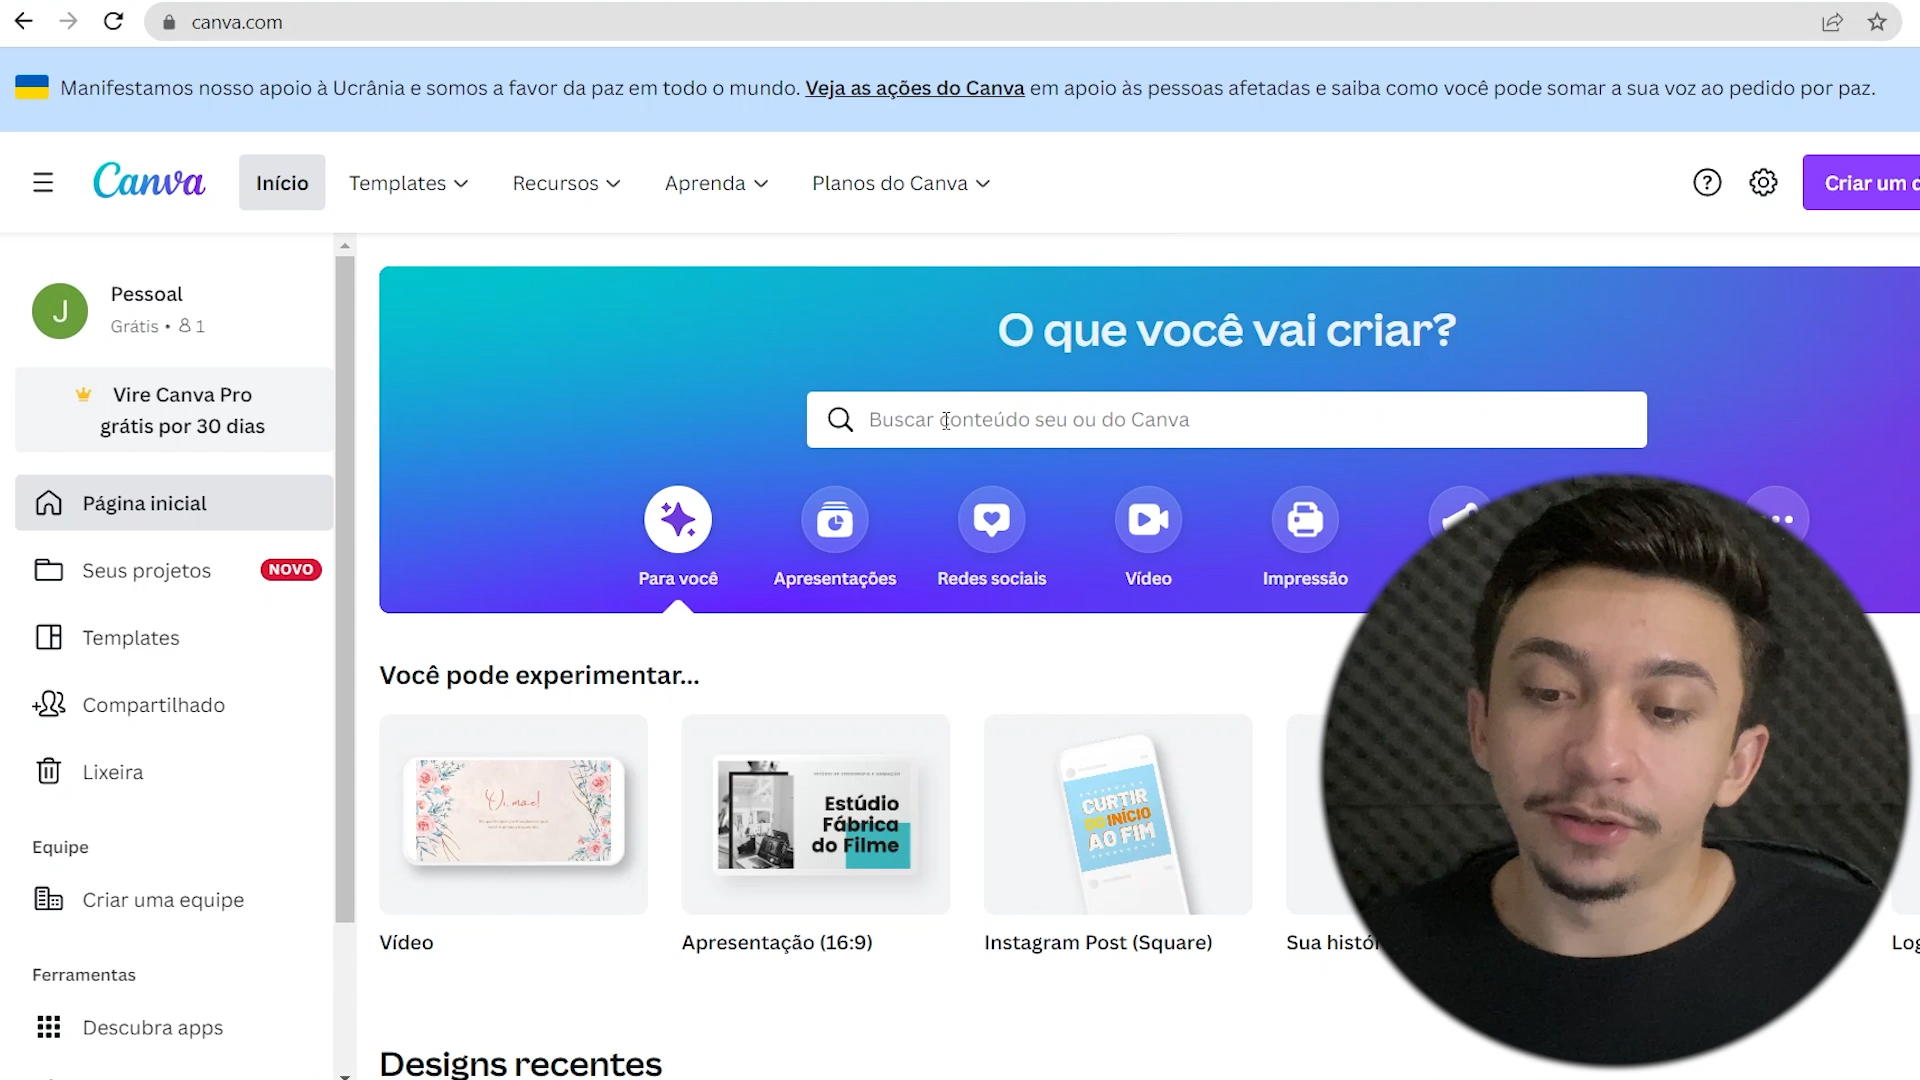 canva.com
Manifestamos nosso apoio à Ucrânia e somos a favor da paz em todo o mundo. Veja as ações do Canva em apoio às pessoas afetadas e saiba como você pode somar a sua voz ao pedido por paz.
Canva Início Templates Recursos Aprenda Planos do Canva Criar um d
J Pessoal
Grátis • 1
Vire Canva Pro
grátis por 30 dias
Página inicial
Seus projetos NOVO
Templates
Compartilhado
Lixeira
Equipe
Criar uma equipe
Ferramentas
Descubra apps
O que você vai criar?
Buscar conteúdo seu ou do Canva
Para você Apresentações Redes sociais Vídeo Impressão
Você pode experimentar...
Oi, mãe!
Estúdio
Fábrica
do Filme
CURTIR
DO INÍCIO
AO FIM
Vídeo Apresentação (16:9) Instagram Post (Square) Sua históri Log
Designs recentes